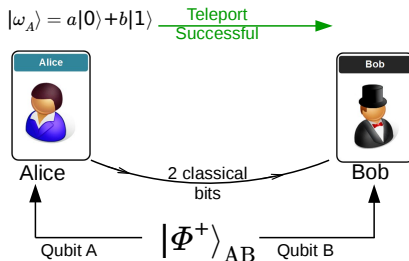 |ω_A⟩ = a|0⟩+b|1⟩
Teleport
Successful
Alice
Bob
Alice
Bob
2 classical
bits
Qubit A
|Φ⁺⟩_AB
Qubit B